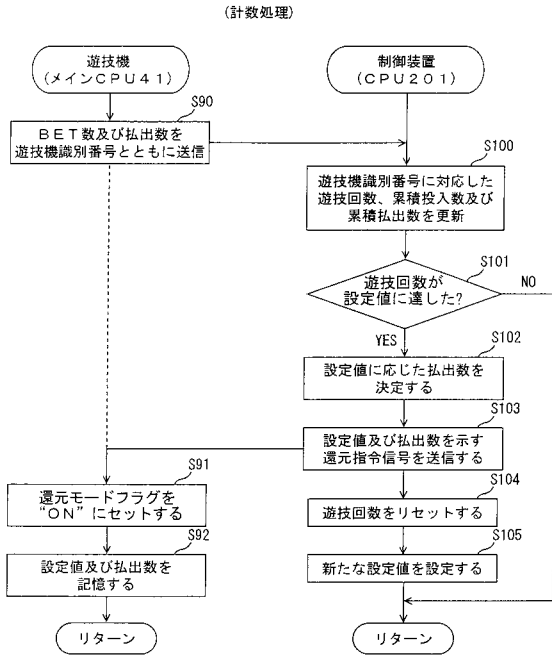 (計数処理)
遊技機
(メインCPU41)
制御装置
(CPU201)
S90
BET数及び払出数を
遊技機識別番号とともに送信
S100
遊技機識別番号に対応した
遊技回数、累積投入数及び
累積払出数を更新
S101
遊技回数が
設定値に達した?
NO
YES
S102
設定値に応じた払出数を
決定する
S103
設定値及び払出数を示す
還元指令信号を送信する
S91
還元モードフラグを
“ON”にセットする
S104
遊技回数をリセットする
S92
設定値及び払出数を
記憶する
S105
新たな設定値を設定する
リターン
リターン